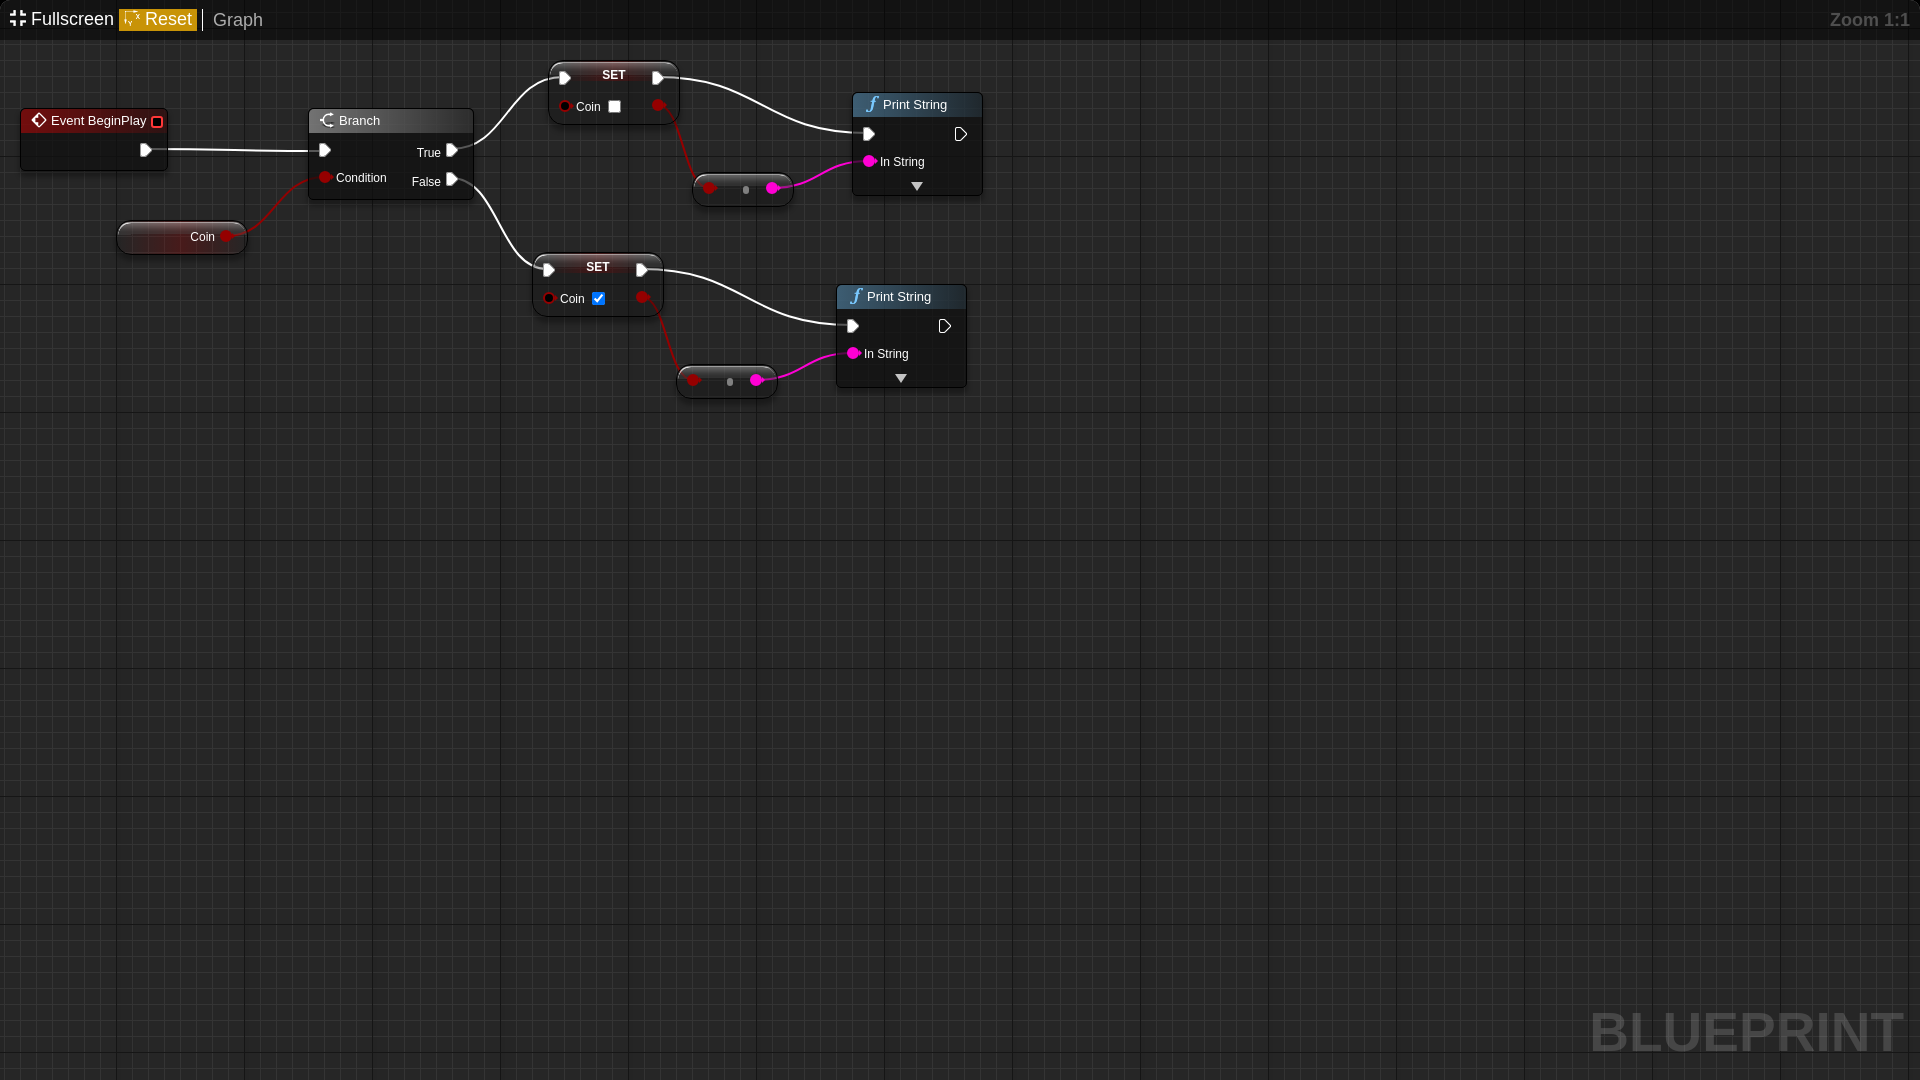 Fullscreen Reset Graph Zoom 1:1
Event BeginPlay
Branch
True
Condition
False
Coin
SET
Coin
Print String
In String
SET
Coin
Print String
In String
BLUEPRINT